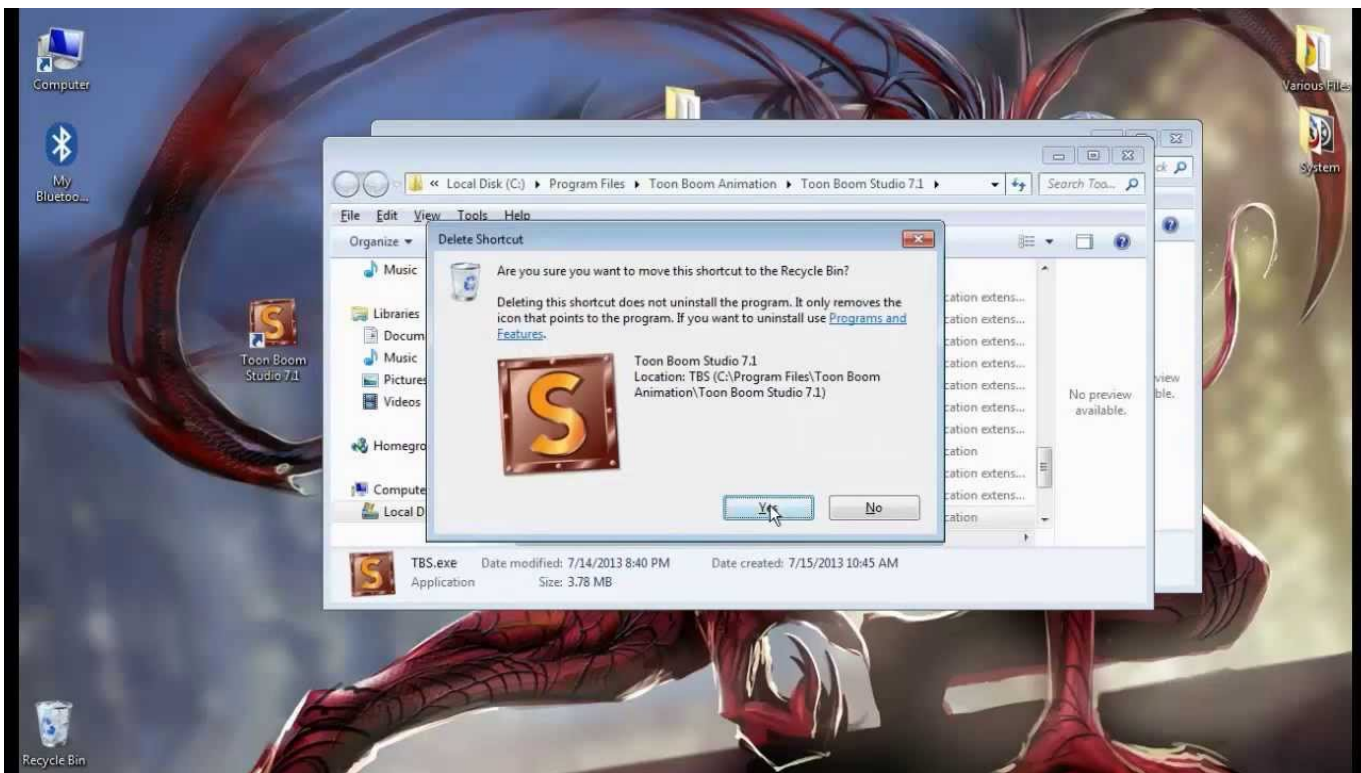 Computer
My
Bluetoo...
Various Files
System
ck
« Local Disk (C:) ▸ Program Files ▸ Toon Boom Animation ▸ Toon Boom Studio 7.1 ▸
Search Too...
File Edit View Tools Help
Organize
Delete Shortcut
Music
Libraries
Docum
Music
Pictures
Videos
Homegro
Compute
Local D
Are you sure you want to move this shortcut to the Recycle Bin?
Deleting this shortcut does not uninstall the program. It only removes the
icon that points to the program. If you want to uninstall use Programs and
Features.
Toon Boom Studio 7.1
Location: TBS (C:\Program Files\Toon Boom
Animation\Toon Boom Studio 7.1)
Yes
No
cation extens...
cation extens...
cation extens...
cation extens...
cation extens...
cation extens...
cation extens...
cation
cation extens...
cation extens...
cation
No preview
available.
view
ble.
S
Toon Boom
Studio 7.1
S
S
TBS.exe Date modified: 7/14/2013 8:40 PM Date created: 7/15/2013 10:45 AM
Application Size: 3.78 MB
Recycle Bin